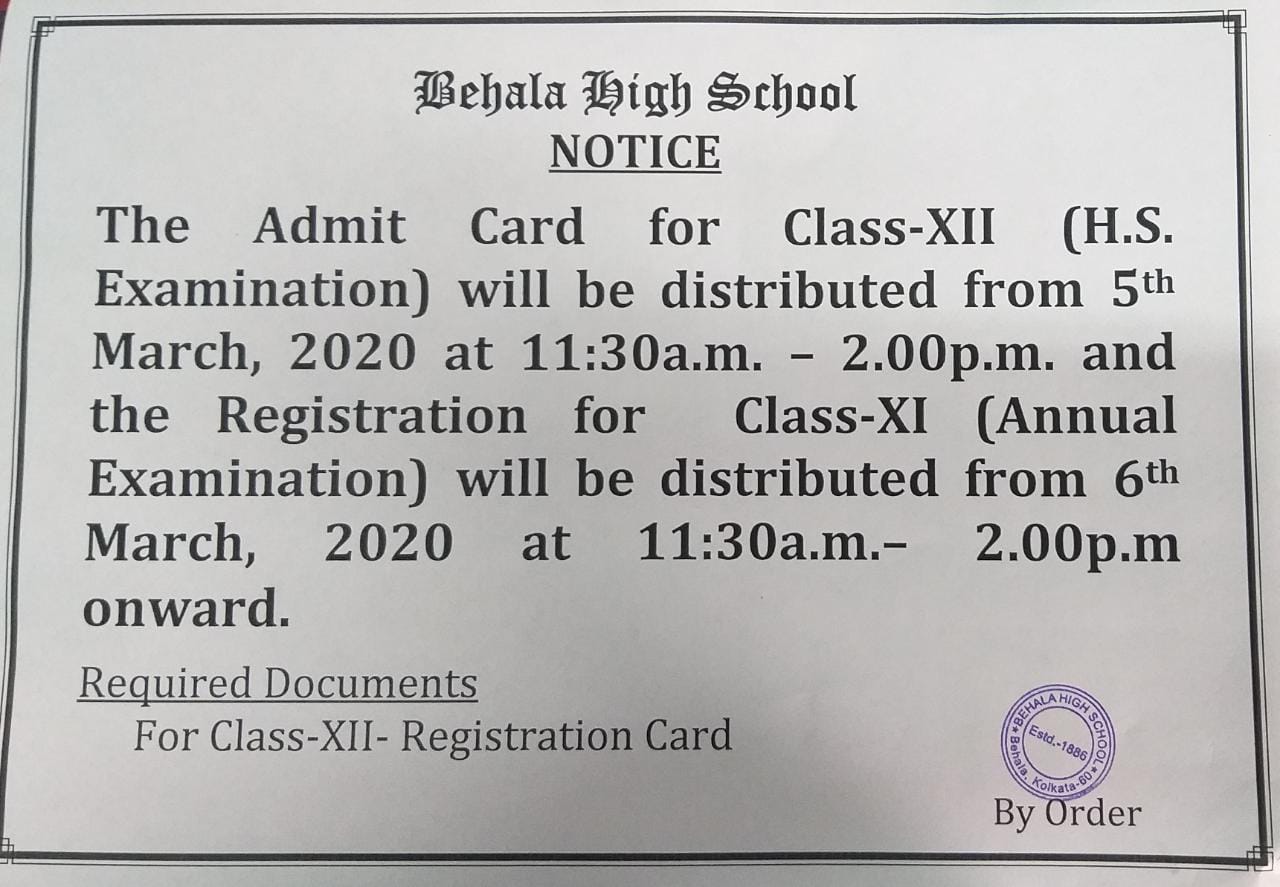 Behala High School
NOTICE
The Admit Card for Class-XII (H.S.
Examination) will be distributed from 5th
March, 2020 at 11:30a.m. – 2.00p.m. and
the Registration for Class-XI (Annual
Examination) will be distributed from 6th
March, 2020 at 11:30a.m.– 2.00p.m
onward.
Required Documents
For Class-XII- Registration Card
★ BEHALA HIGH SCHOOL ★
Estd.-1886
Behala, Kolkata-60
By Order